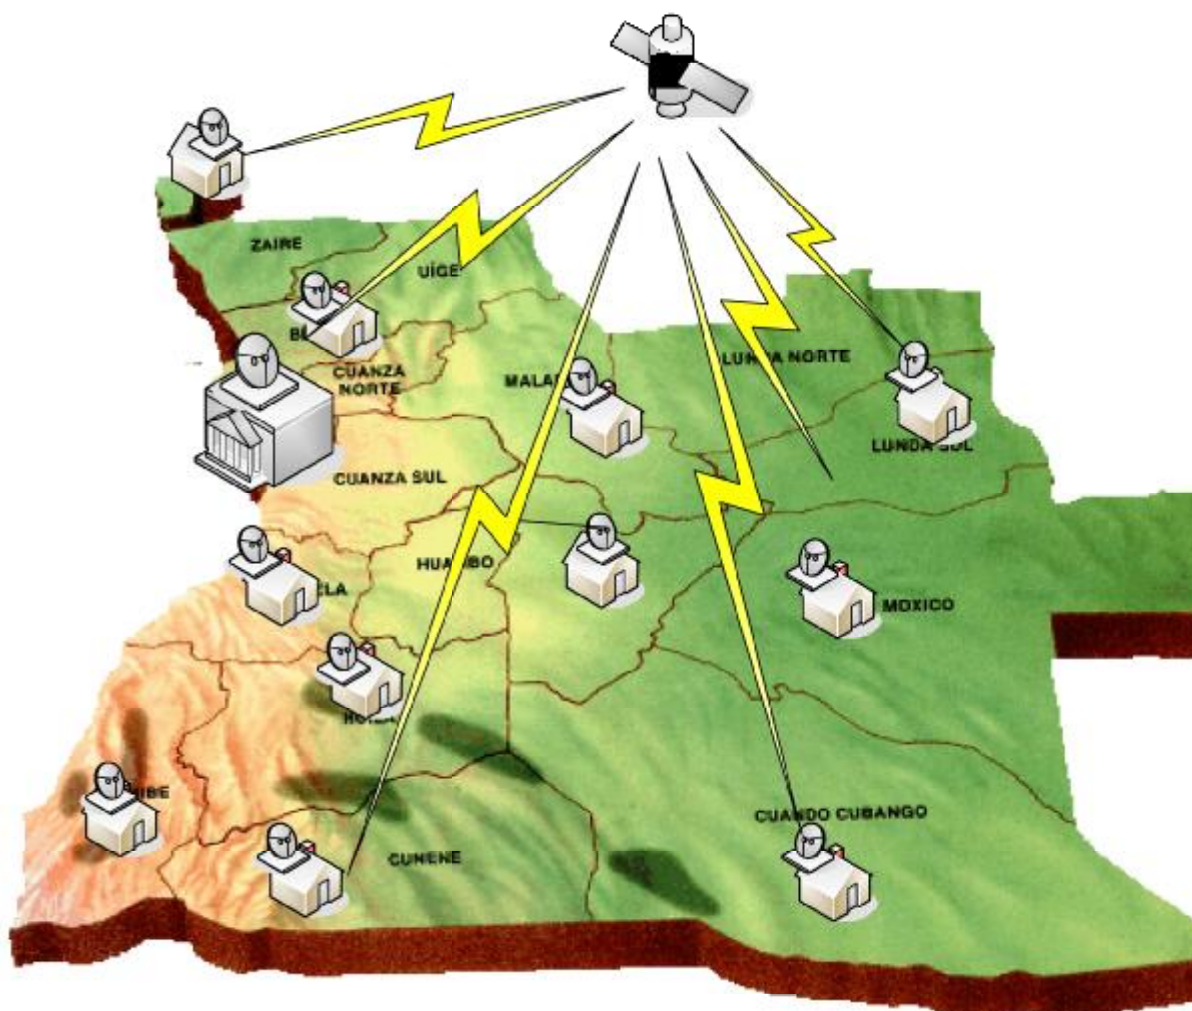 ZAIRE
UÍGE
CUANZA
NORTE
LUNDA NORTE
LUNDA SUL
CUANZA SUL
MOXICO
CUANDO CUBANGO
CUNENE